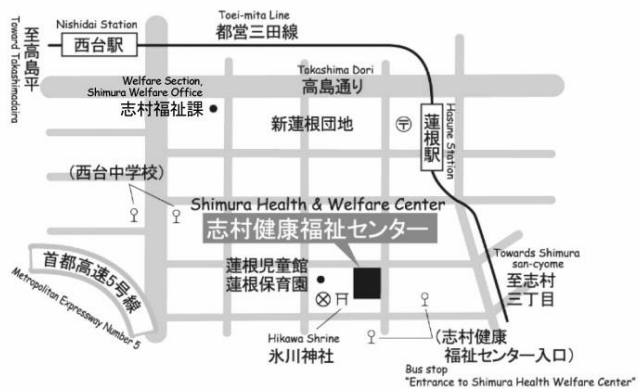 Nishidai Station
西台駅
Toei-mita Line
都営三田線
至高島平
Toward Takashimadaira
Takashima Dori
高島通り
Welfare Section,
Shimura Welfare Office
志村福祉課
新蓮根団地
〒
蓮根駅
Hasune Station
(西台中学校)
Shimura Health & Welfare Center
志村健康福祉センター
首都高速5号線
Metropolitan Expressway Number 5
蓮根児童館
蓮根保育園
Hikawa Shrine
氷川神社
Towards Shimura
san-cyome
至志村
三丁目
(志村健康
福祉センター入口)
Bus stop
"Entrance to Shimura Health Welfare Center"